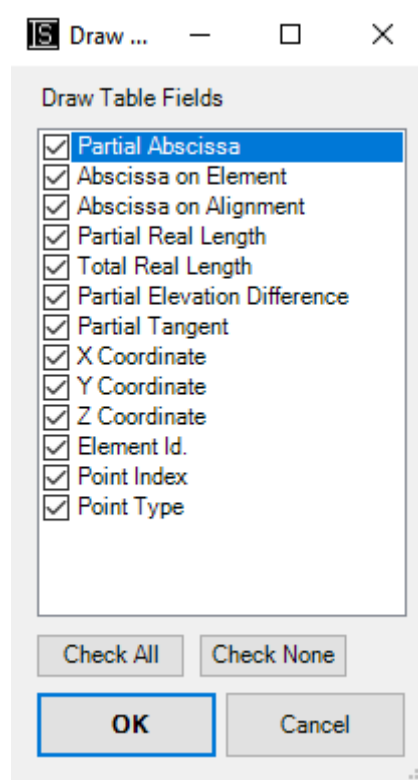 S Draw ...
Draw Table Fields
Partial Abscissa
Abscissa on Element
Abscissa on Alignment
Partial Real Length
Total Real Length
Partial Elevation Difference
Partial Tangent
X Coordinate
Y Coordinate
Z Coordinate
Element Id.
Point Index
Point Type
Check All Check None
OK Cancel